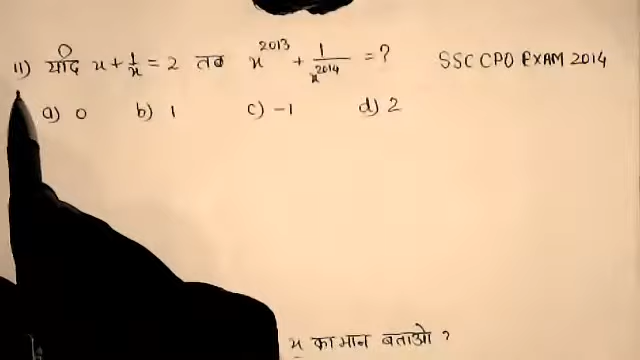 11) यदि x + 1/x = 2 तब x^2013 + 1/x^2014 = ? SSC CPO EXAM 2014
a) 0 b) 1 c) -1 d) 2
x का मान बताओ ?